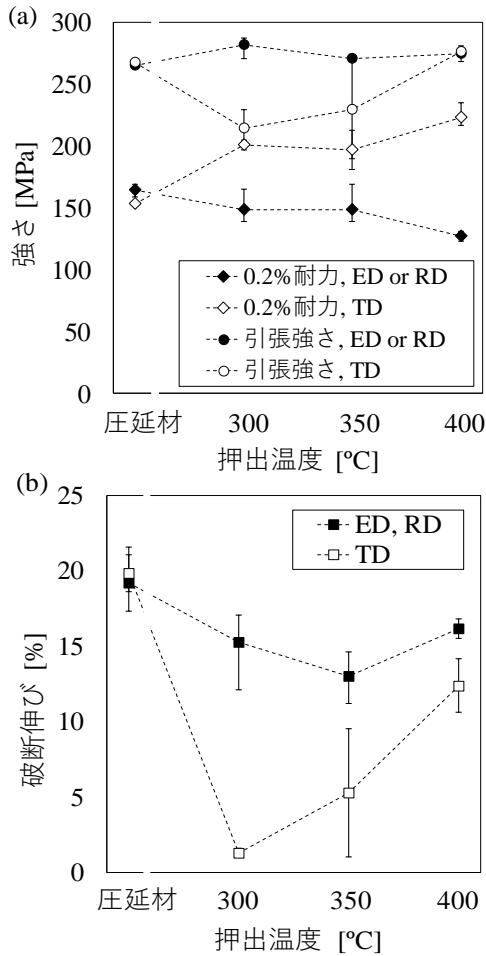 (a)
300
250
200
150
100
50
0
強さ [MPa]
0.2%耐力, ED or RD
0.2%耐力, TD
引張強さ, ED or RD
引張強さ, TD
圧延材 300 350 400
押出温度 [ºC]
(b)
25
20
15
10
5
0
破断伸び [%]
ED, RD
TD
圧延材 300 350 400
押出温度 [ºC]